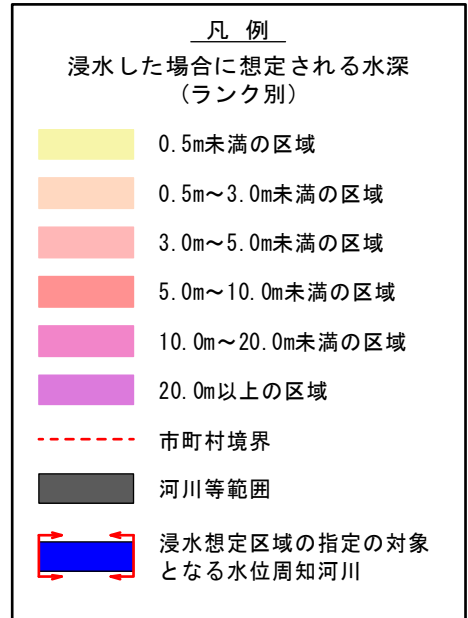 凡 例
浸水した場合に想定される水深
(ランク別)
0.5m未満の区域
0.5m～3.0m未満の区域
3.0m～5.0m未満の区域
5.0m～10.0m未満の区域
10.0m～20.0m未満の区域
20.0m以上の区域
市町村境界
河川等範囲
浸水想定区域の指定の対象
となる水位周知河川